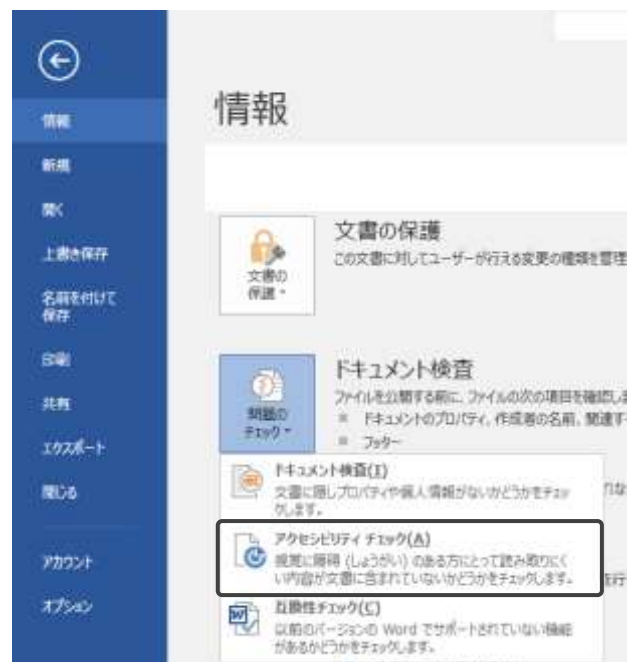 情報
新規
開く
上書き保存
名前を付けて
保存
印刷
共有
エクスポート
閉じる
アカウント
オプション
情報
文書の
保護
文書の保護
この文書に対してユーザーが行える変更の種類を管理
問題の
チェック
ドキュメント検査
ファイルを公開する前に、ファイルの次の項目を確認しま
ドキュメントのプロパティ、作成者の名前、関連す
フッター
ドキュメント検査(I)
文書に隠しプロパティや個人情報がないかどうかをチェッ
クします。
アクセシビリティ チェック(A)
視覚に障碍 (しょうがい) のある方にとって読み取りにく
い内容が文書に含まれていないかどうかをチェックします。
互換性チェック(C)
以前のバージョンの Word でサポートされていない機能
があるかどうかをチェックします。